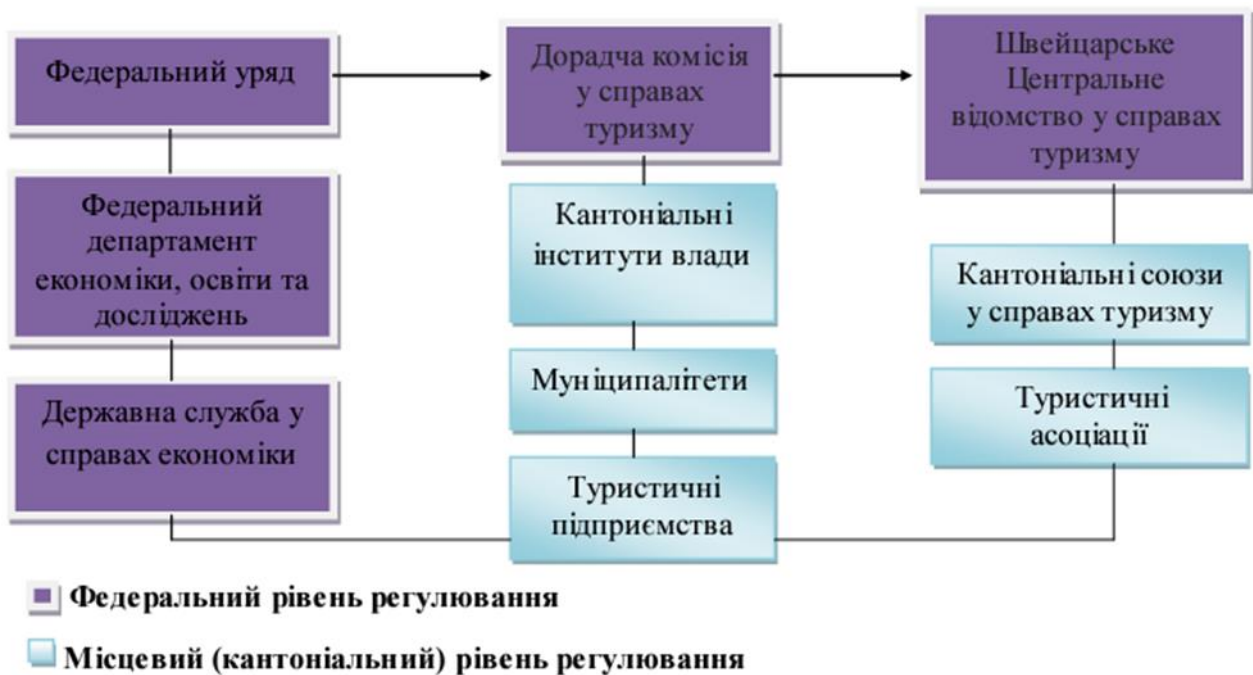 Федеральний уряд
Дорадча комісія
у справах
туризму
Швейцарське
Центральне
відомство у справах
туризму
Федеральний
департамент
економіки, освіти та
досліджень
Кантоніальні
інститути влади
Кантоніальні союзи
у справах туризму
Муніципалітети
Туристичні
асоціації
Державна служба у
справах економіки
Туристичні
підприємства
Федеральний рівень регулювання
Місцевий (кантоніальний) рівень регулювання